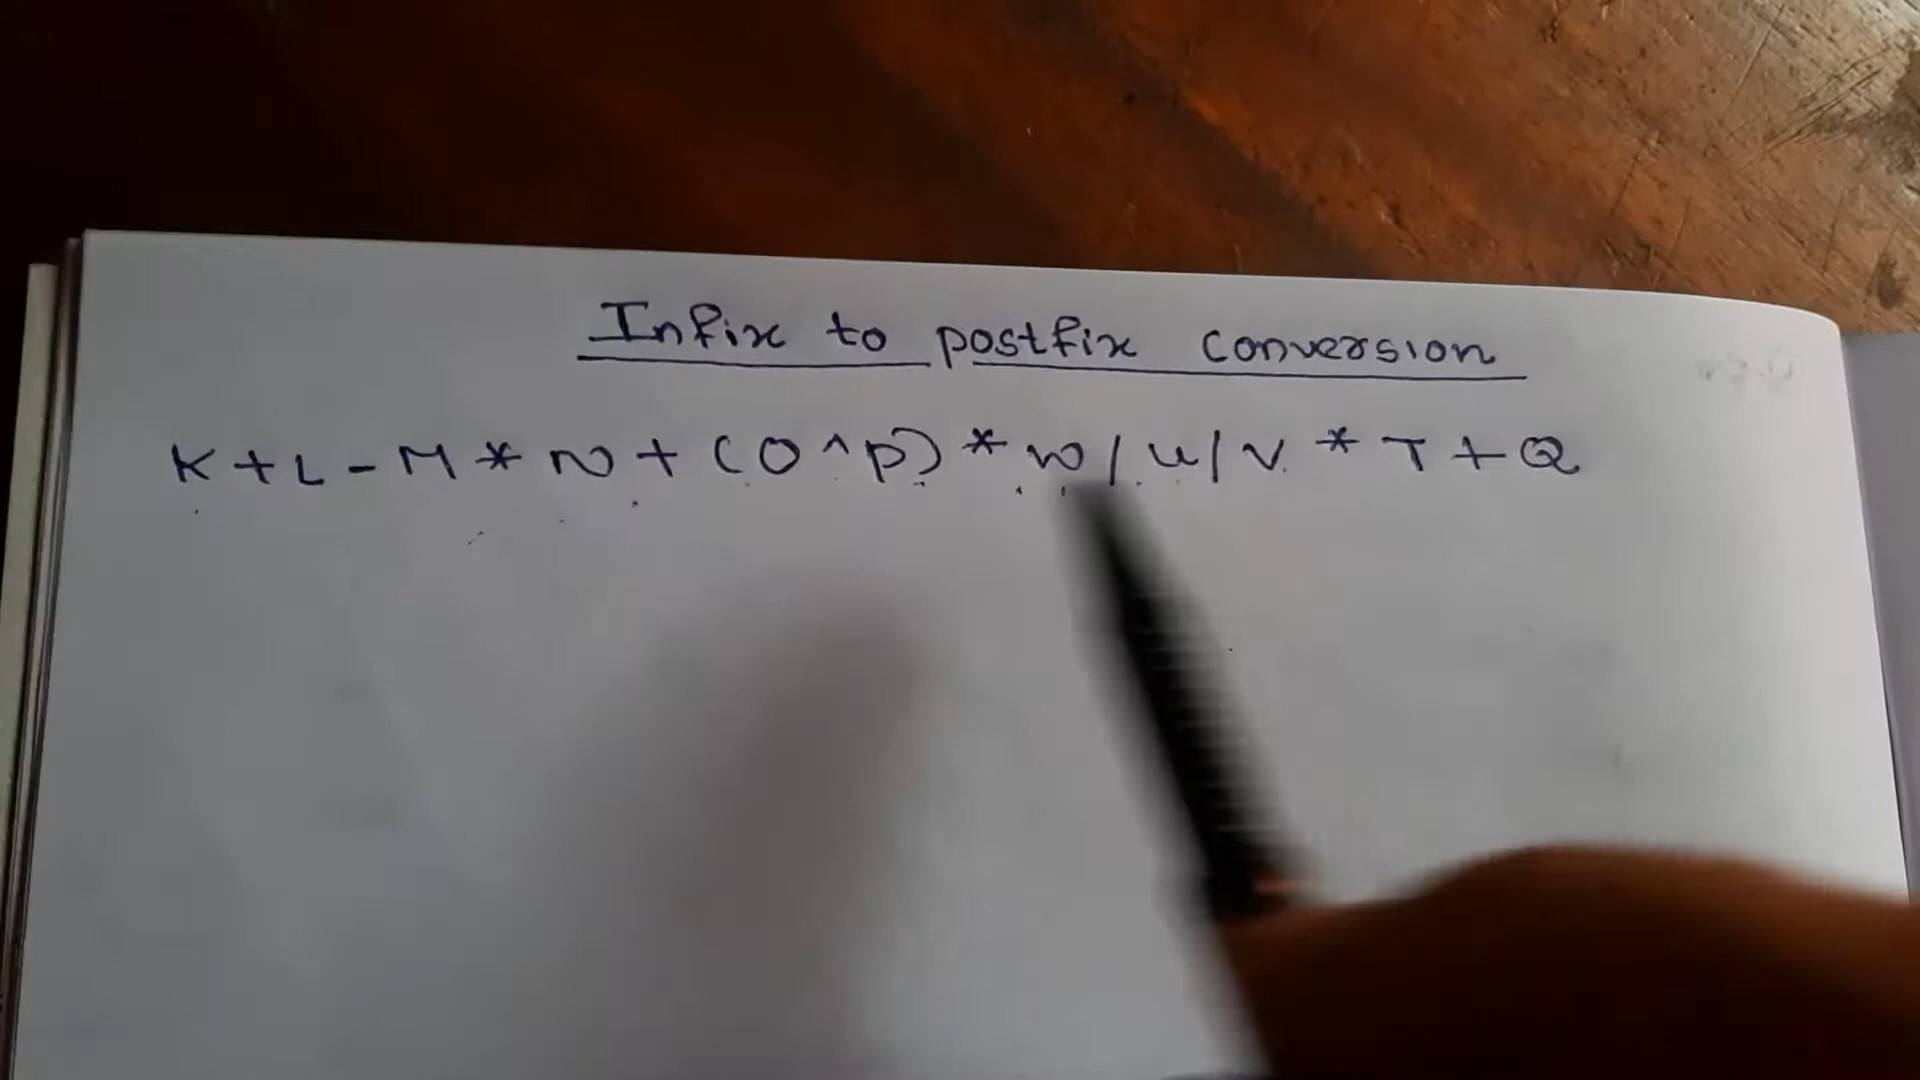 Infix to postfix conversion
K + L - M * N + (O ^ P) * W / U / V * T + Q